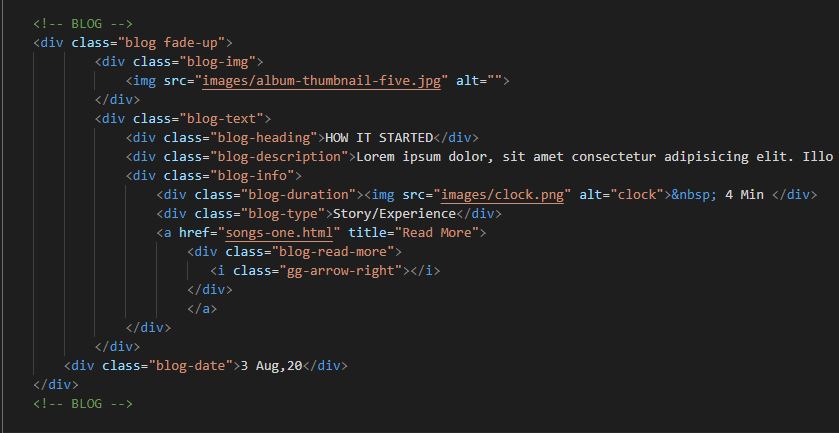 <!-- BLOG -->
<div class="blog fade-up">
<div class="blog-img">
<img src="images/album-thumbnail-five.jpg" alt="">
</div>
<div class="blog-text">
<div class="blog-heading">HOW IT STARTED</div>
<div class="blog-description">Lorem ipsum dolor, sit amet consectetur adipisicing elit. Illo
<div class="blog-info">
<div class="blog-duration"><img src="images/clock.png" alt="clock">&nbsp; 4 Min </div>
<div class="blog-type">Story/Experience</div>
<a href="songs-one.html" title="Read More">
<div class="blog-read-more">
<i class="gg-arrow-right"></i>
</div>
</a>
</div>
</div>
<div class="blog-date">3 Aug,20</div>
</div>
<!-- BLOG -->